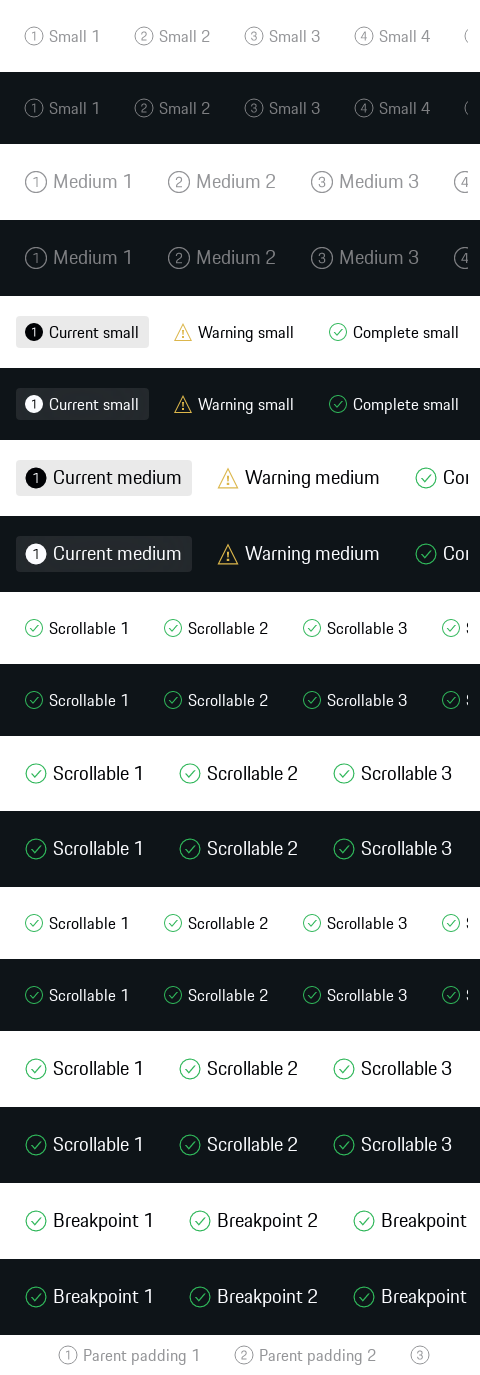 1 Small 1 2 Small 2 3 Small 3 4 Small 4
1 Small 1 2 Small 2 3 Small 3 4 Small 4
1 Medium 1 2 Medium 2 3 Medium 3 4
1 Medium 1 2 Medium 2 3 Medium 3 4
1 Current small Warning small Complete small
1 Current small Warning small Complete small
1 Current medium Warning medium Con
1 Current medium Warning medium Con
Scrollable 1 Scrollable 2 Scrollable 3
Scrollable 1 Scrollable 2 Scrollable 3
Scrollable 1 Scrollable 2 Scrollable 3
Scrollable 1 Scrollable 2 Scrollable 3
Scrollable 1 Scrollable 2 Scrollable 3
Scrollable 1 Scrollable 2 Scrollable 3
Scrollable 1 Scrollable 2 Scrollable 3
Scrollable 1 Scrollable 2 Scrollable 3
Breakpoint 1 Breakpoint 2 Breakpoint
Breakpoint 1 Breakpoint 2 Breakpoint
1 Parent padding 1 2 Parent padding 2 3